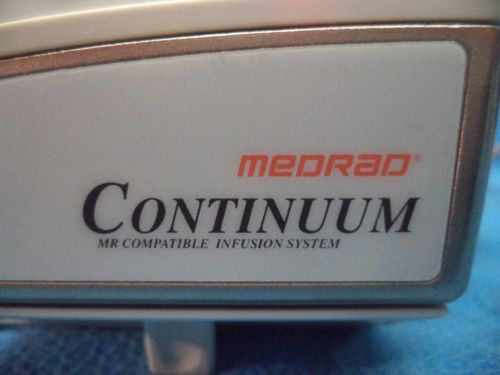 MEDRAD®
CONTINUUM
MR COMPATIBLE INFUSION SYSTEM